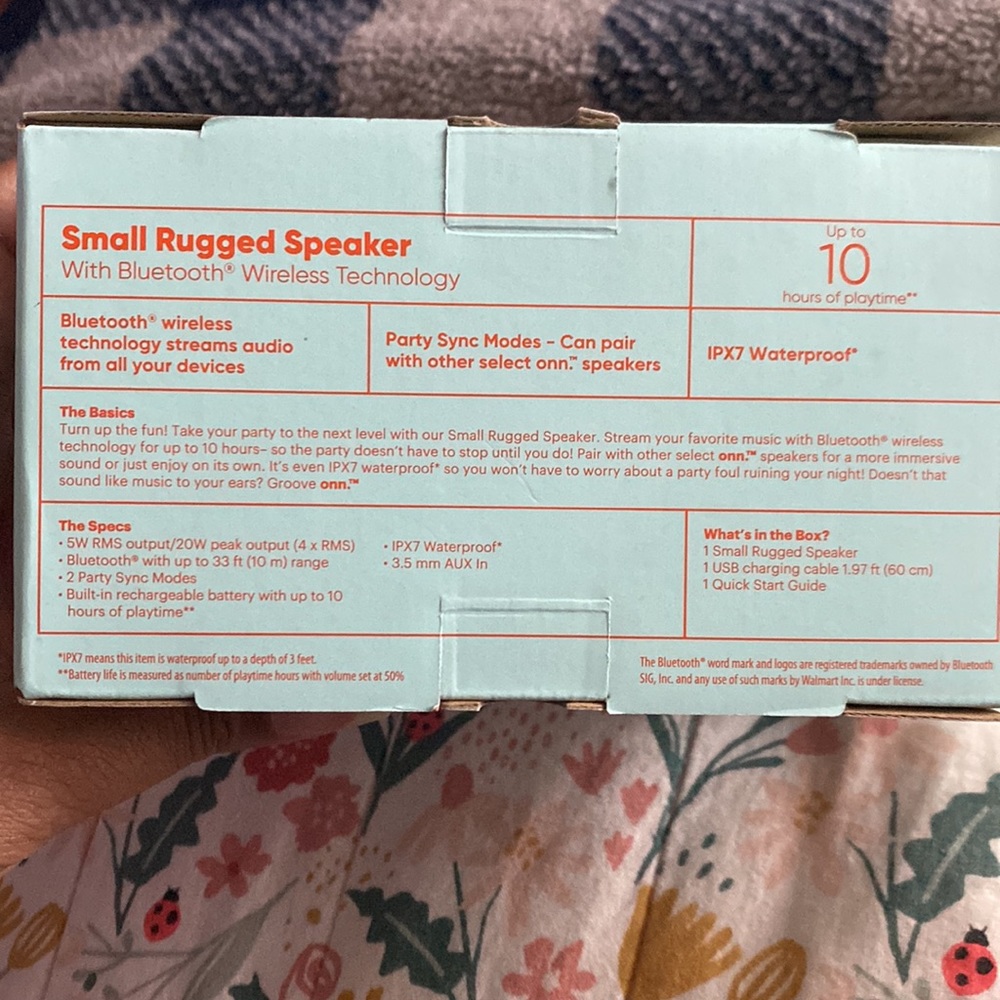 Small Rugged Speaker
With Bluetooth® Wireless Technology
Up to
10
hours of playtime**
Bluetooth® wireless
technology streams audio
from all your devices
Party Sync Modes - Can pair
with other select onn.™ speakers
IPX7 Waterproof*
The Basics
Turn up the fun! Take your party to the next level with our Small Rugged Speaker. Stream your favorite music with Bluetooth® wireless
technology for up to 10 hours- so the party doesn't have to stop until you do! Pair with other select onn.™ speakers for a more immersive
sound or just enjoy on its own. It's even IPX7 waterproof* so you won't have to worry about a party foul ruining your night! Doesn't that
sound like music to your ears? Groove onn.™
The Specs
• 5W RMS output/20W peak output (4 x RMS)
• Bluetooth® with up to 33 ft (10 m) range
• 2 Party Sync Modes
• Built-in rechargeable battery with up to 10
hours of playtime**
• IPX7 Waterproof*
• 3.5 mm AUX In
What's in the Box?
1 Small Rugged Speaker
1 USB charging cable 1.97 ft (60 cm)
1 Quick Start Guide
*IPX7 means this item is waterproof up to a depth of 3 feet.
**Battery life is measured as number of playtime hours with volume set at 50%
The Bluetooth® word mark and logos are registered trademarks owned by Bluetooth
SIG, Inc. and any use of such marks by Walmart Inc. is under license.